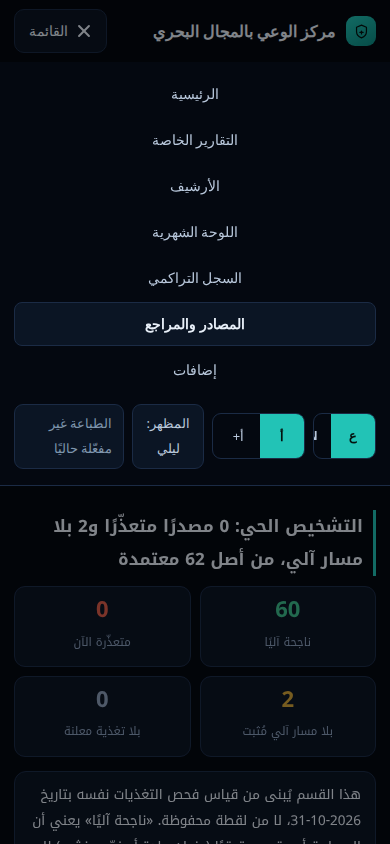 مركز الوعي بالمجال البحري
القائمة
الرئيسية
التقارير الخاصة
الأرشيف
اللوحة الشهرية
السجل التراكمي
المصادر والمراجع
إضافات
ع
أ
أ+
المظهر:
ليلي
الطباعة غير
مفعّلة حاليًا
التشخيص الحي: 0 مصدرًا متعذّرًا و2 بلا
مسار آلي، من أصل 62 معتمدة
60
ناجحة آليًا
0
متعذّرة الآن
2
بلا مسار آلي مُثبت
0
بلا تغذية معلنة
هذا القسم يُبنى من قياس فحص التغذيات نفسه بتاريخ
2026-10-31، لا من نقطة محفوظة. «ناجحة آليًا» يعني أن